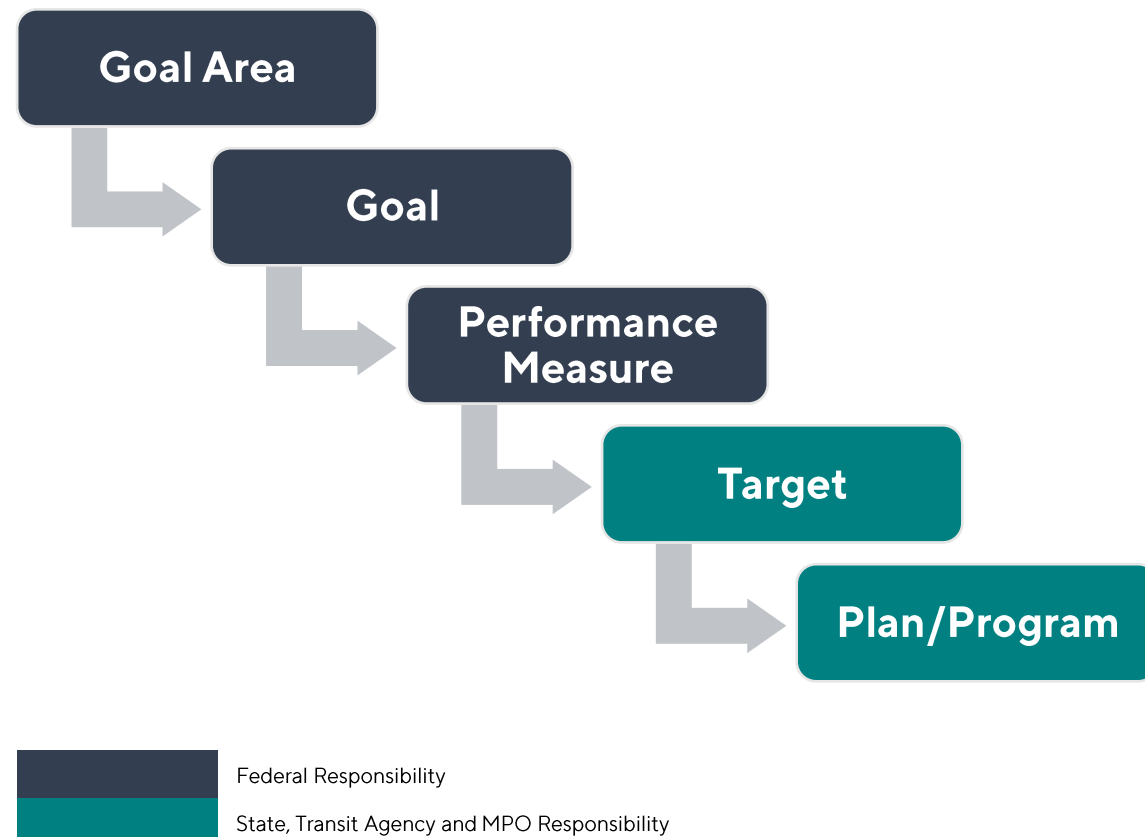 Goal Area
Goal
Performance
Measure
Target
Plan/Program
Federal Responsibility
State, Transit Agency and MPO Responsibility